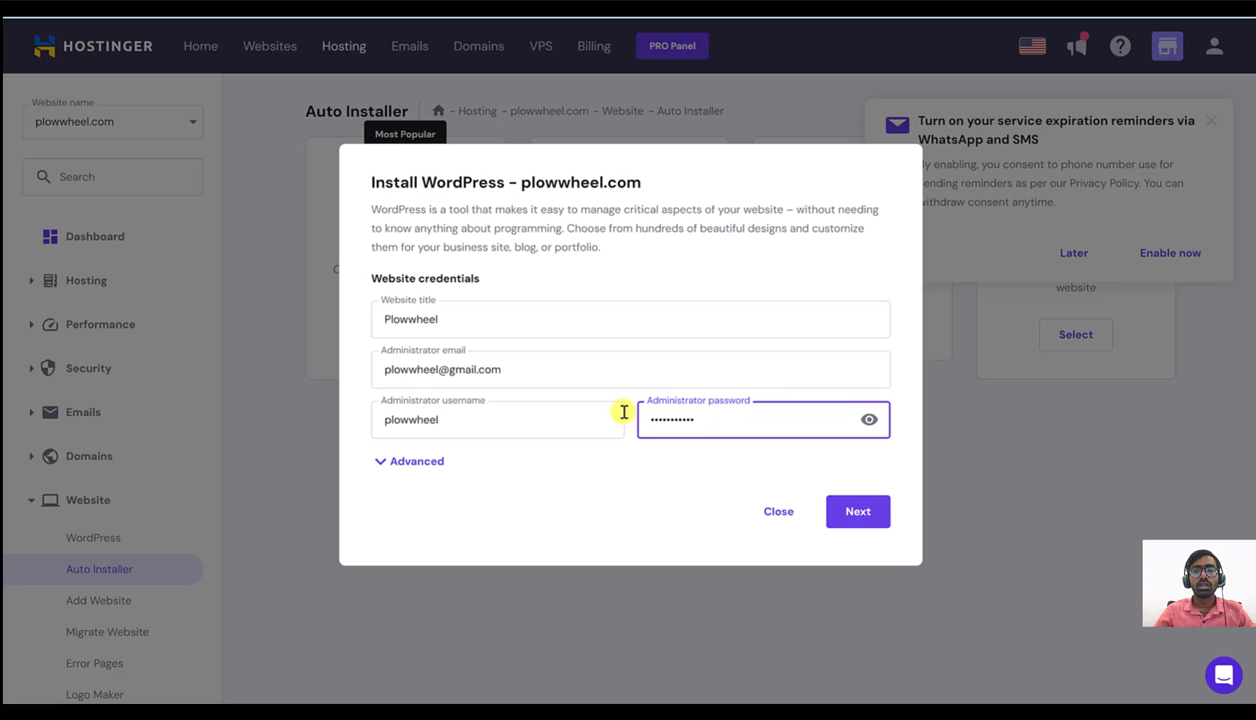 HOSTINGER
Home
Websites
Hosting
Emails
Domains
VPS
Billing
PRO Panel
Website name
plowwheel.com
Search
Dashboard
Hosting
Performance
Security
Emails
Domains
Website
WordPress
Auto Installer
Add Website
Migrate Website
Error Pages
Logo Maker
Auto Installer
- Hosting - plowwheel.com - Website - Auto Installer
Most Popular
Turn on your service expiration reminders via
WhatsApp and SMS
By enabling, you consent to phone number use for
sending reminders as per our Privacy Policy. You can
withdraw consent anytime.
Later
Enable now
website
Select
Install WordPress - plowwheel.com
WordPress is a tool that makes it easy to manage critical aspects of your website – without needing
to know anything about programming. Choose from hundreds of beautiful designs and customize
them for your business site, blog, or portfolio.
Website credentials
Website title
Plowwheel
Administrator email
plowwheel@gmail.com
Administrator username
plowwheel
Administrator password
•••••••••••
Advanced
Close
Next